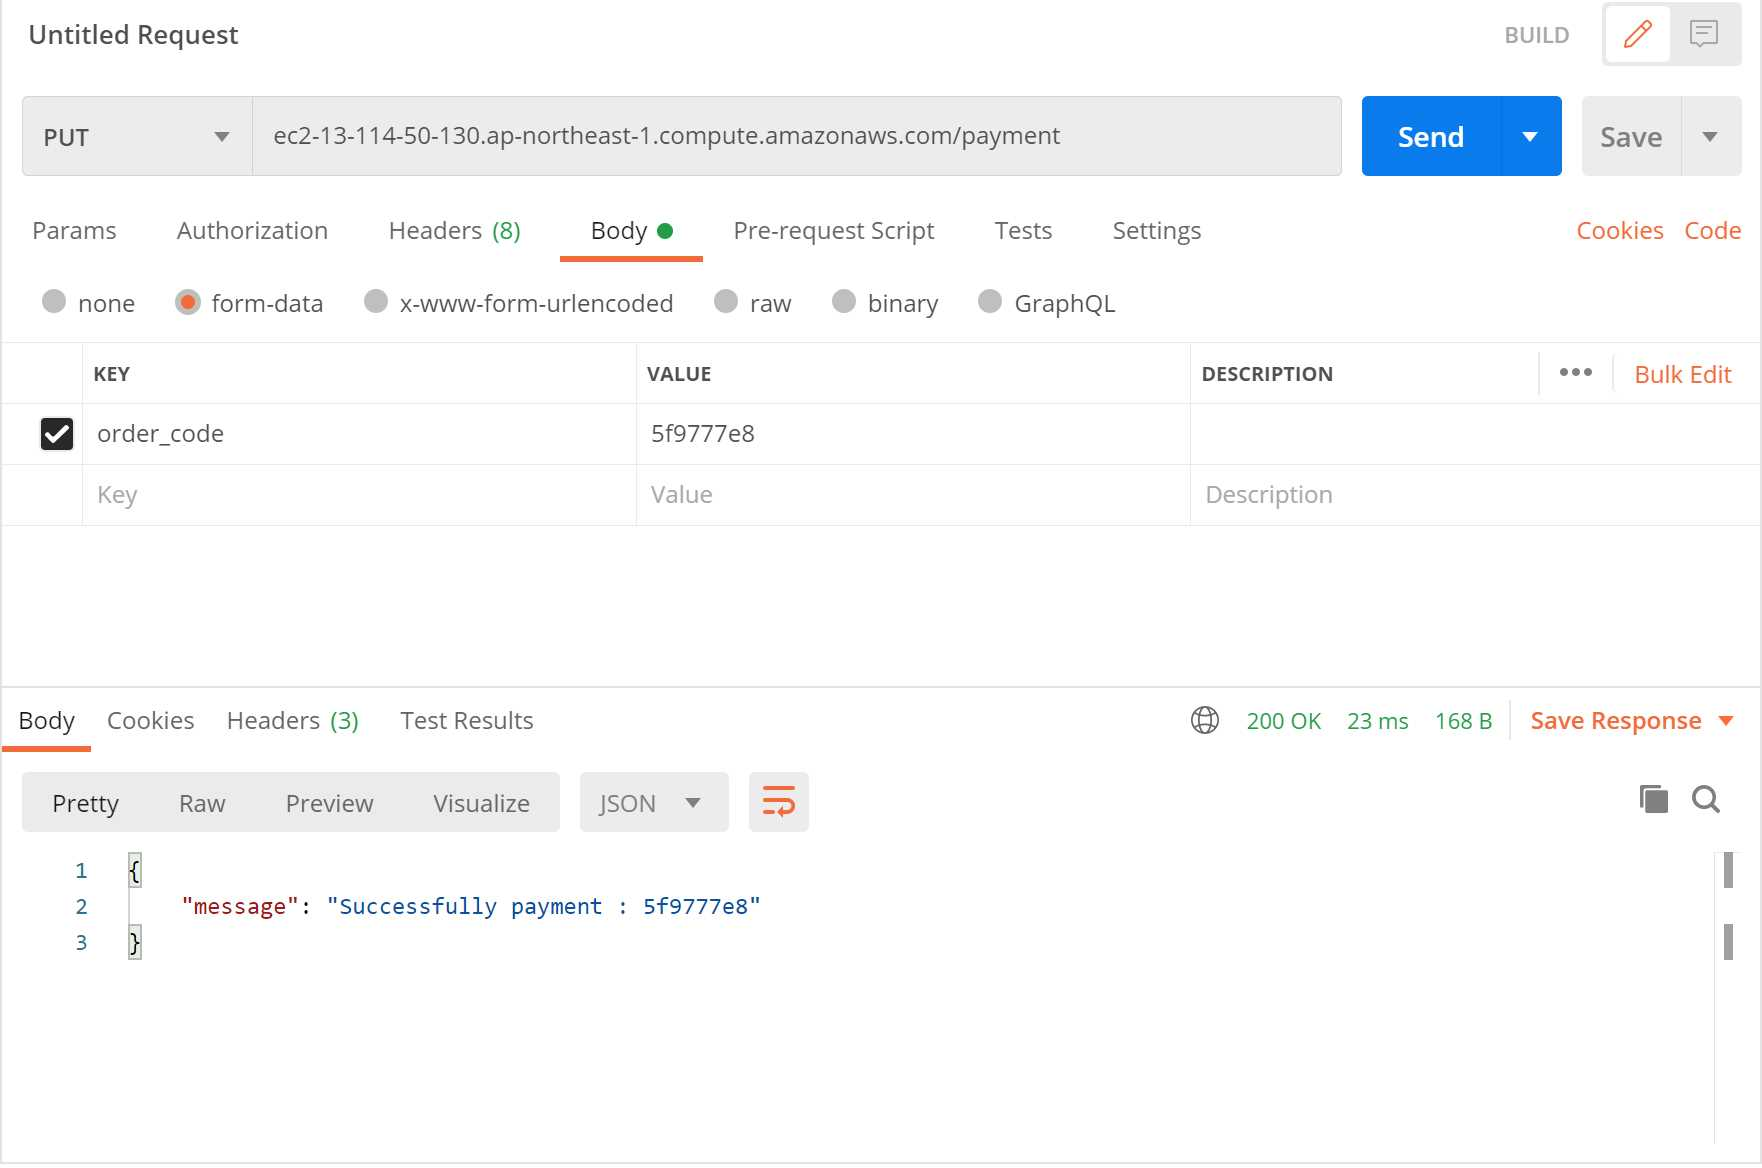 Untitled Request
BUILD
PUT
ec2-13-114-50-130.ap-northeast-1.compute.amazonaws.com/payment
Send
Save
Params Authorization Headers (8) Body Pre-request Script Tests Settings Cookies Code
none form-data x-www-form-urlencoded raw binary GraphQL
KEY VALUE DESCRIPTION ••• Bulk Edit
order_code 5f9777e8
Key Value Description
Body Cookies Headers (3) Test Results 200 OK 23 ms 168 B Save Response
Pretty Raw Preview Visualize JSON
1 {
2 "message": "Successfully payment : 5f9777e8"
3 }